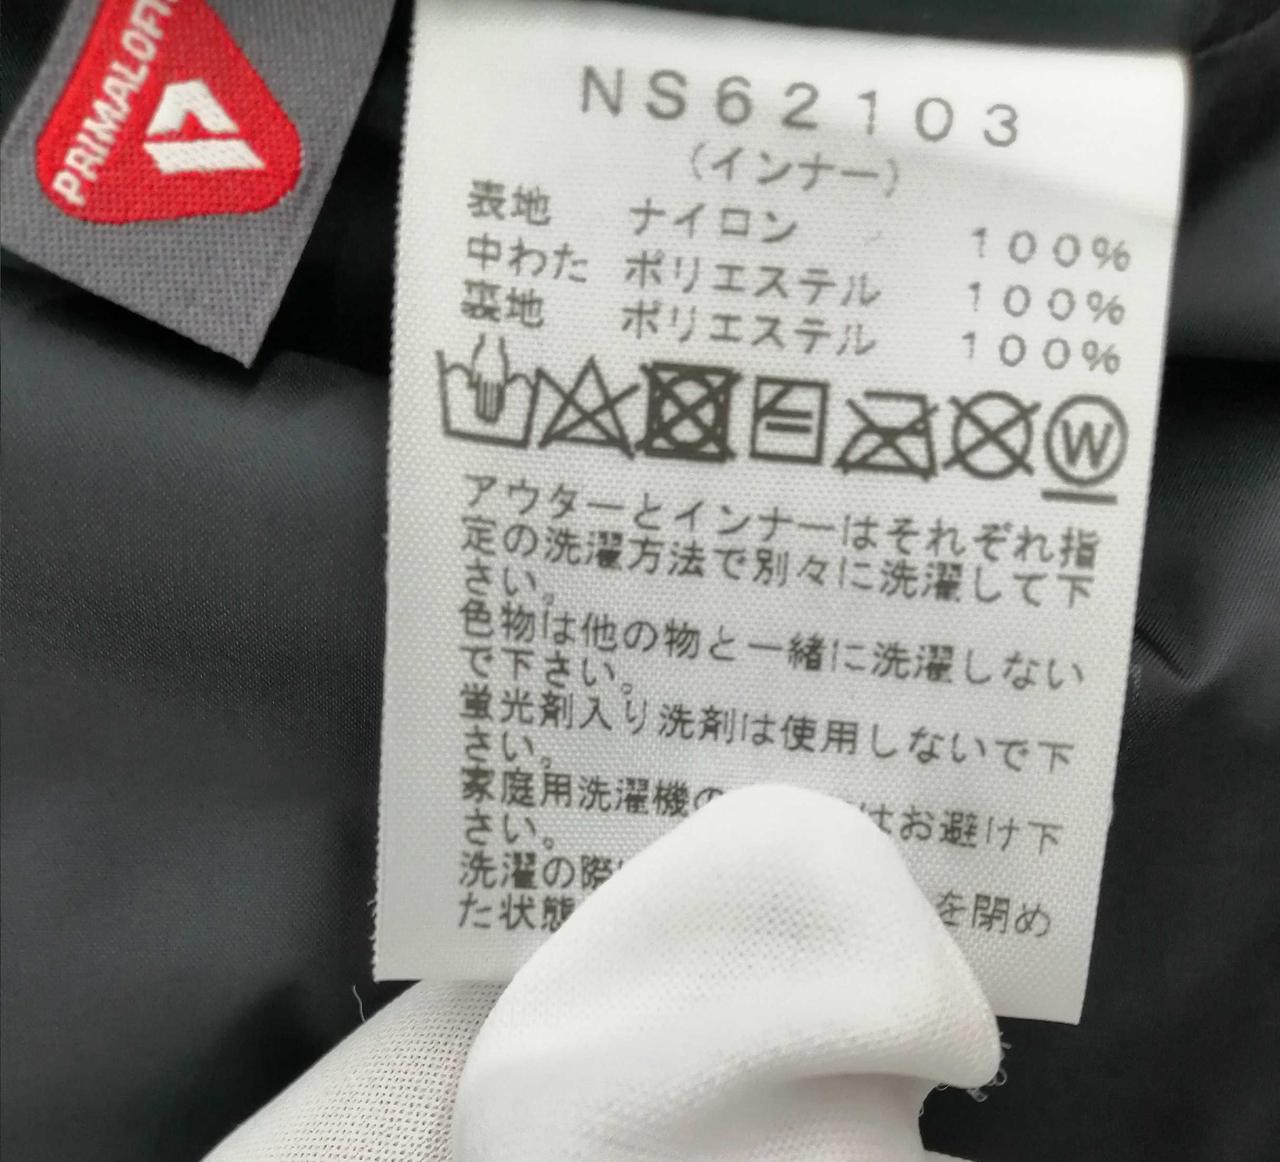 PRIMALOFT
NS62103
(インナー)
表地 ナイロン 100%
中わた ポリエステル 100%
裏地 ポリエステル 100%
W
アウターとインナーはそれぞれ指
定の洗濯方法で別々に洗濯して下
さい。
色物は他の物と一緒に洗濯しない
で下さい。
蛍光剤入り洗剤は使用しないで下
さい。
家庭用洗濯機の はお避け下
さい。
洗濯の際
た状態 を閉め